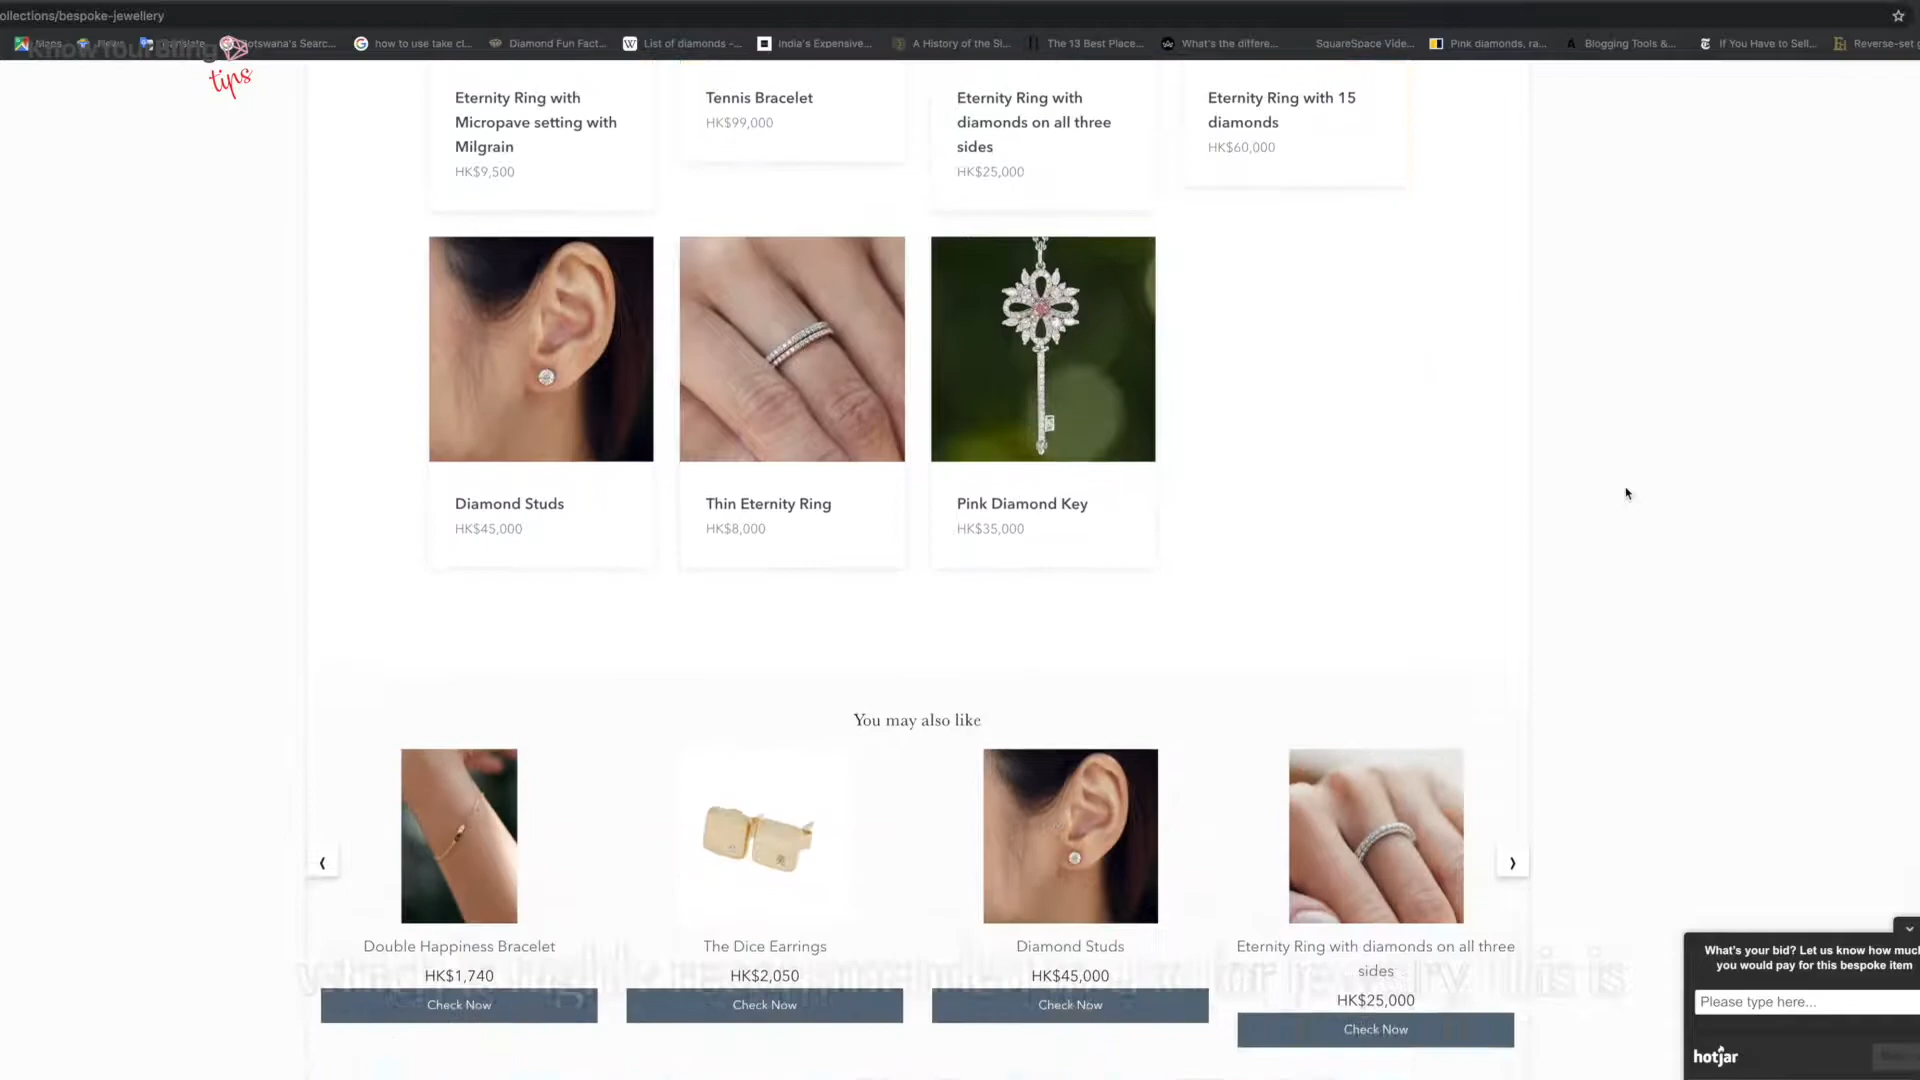 ollections/bespoke-jewellery
Maps
News
Translate
Botswana's Searc...
how to use take cl...
Diamond Fun Fact...
List of diamonds -...
India's Expensive...
A History of the Si...
The 13 Best Place...
What's the differe...
SquareSpace Vide...
Pink diamonds, ra...
Blogging Tools &...
If You Have to Sell...
Reverse-set g
KnowYourBling
tips
Eternity Ring with
Micropave setting with
Milgrain
HK$9,500
Tennis Bracelet
HK$99,000
Eternity Ring with
diamonds on all three
sides
HK$25,000
Eternity Ring with 15
diamonds
HK$60,000
Diamond Studs
HK$45,000
Thin Eternity Ring
HK$8,000
Pink Diamond Key
HK$35,000
You may also like
Double Happiness Bracelet
HK$1,740
Check Now
The Dice Earrings
HK$2,050
Check Now
Diamond Studs
HK$45,000
Check Now
Eternity Ring with diamonds on all three
sides
HK$25,000
Check Now
What's your bid? Let us know how much
you would pay for this bespoke item
Please type here...
hotjar